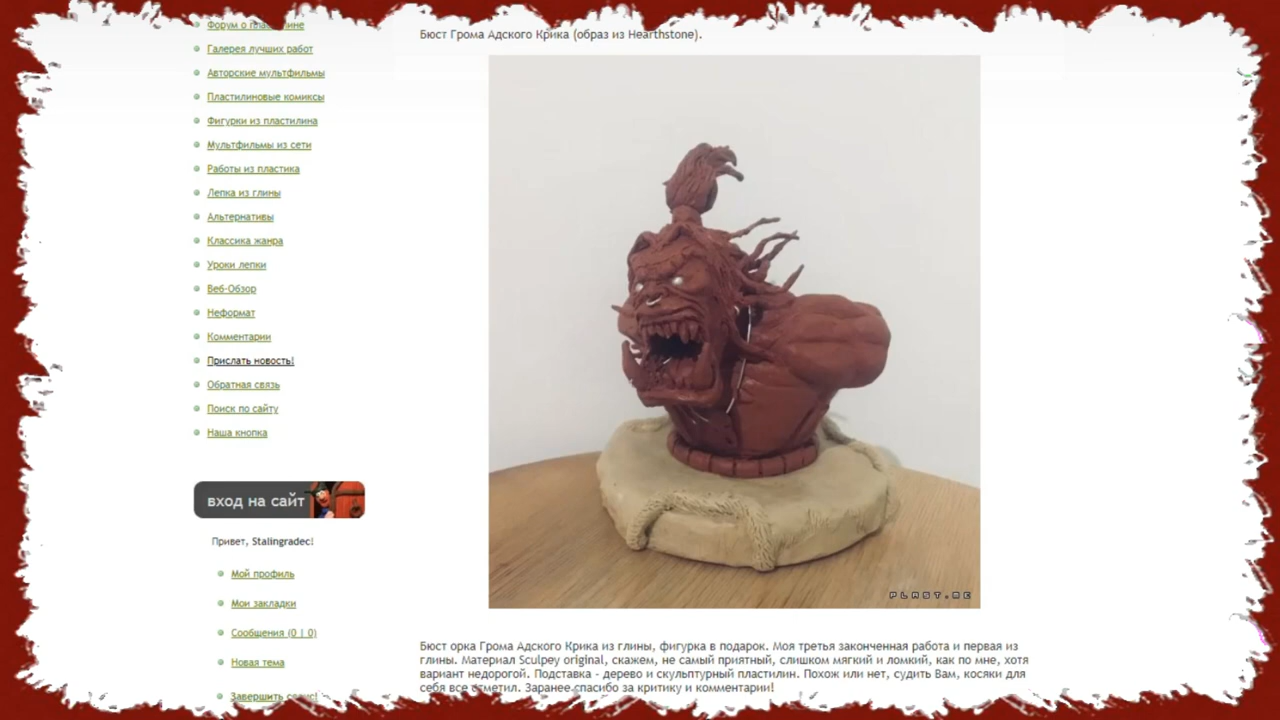 Форум о пластилине
Галерея лучших работ
Авторские мультфильмы
Пластилиновые комиксы
Фигурки из пластилина
Мультфильмы из сети
Работы из пластика
Лепка из глины
Альтернативы
Классика жанра
Уроки лепки
Веб-Обзор
Неформат
Комментарии
Прислать новость!
Обратная связь
Поиск по сайту
Наша кнопка
вход на сайт
Привет, Stalingradec!
Мой профиль
Мои закладки
Сообщения (0 | 0)
Новая тема
Завершить сеанс!
Бюст Грома Адского Крика (образ из Hearthstone).
PLAST.ME
Бюст орка Грома Адского Крика из глины, фигурка в подарок. Моя третья законченная работа и первая из
глины. Материал Sculpey original, скажем, не самый приятный, слишком мягкий и ломкий, как по мне, хотя
вариант недорогой. Подставка - дерево и скульптурный пластилин. Похож или нет, судить Вам, косяки для
себя все отметил. Заранее спасибо за критику и комментарии!